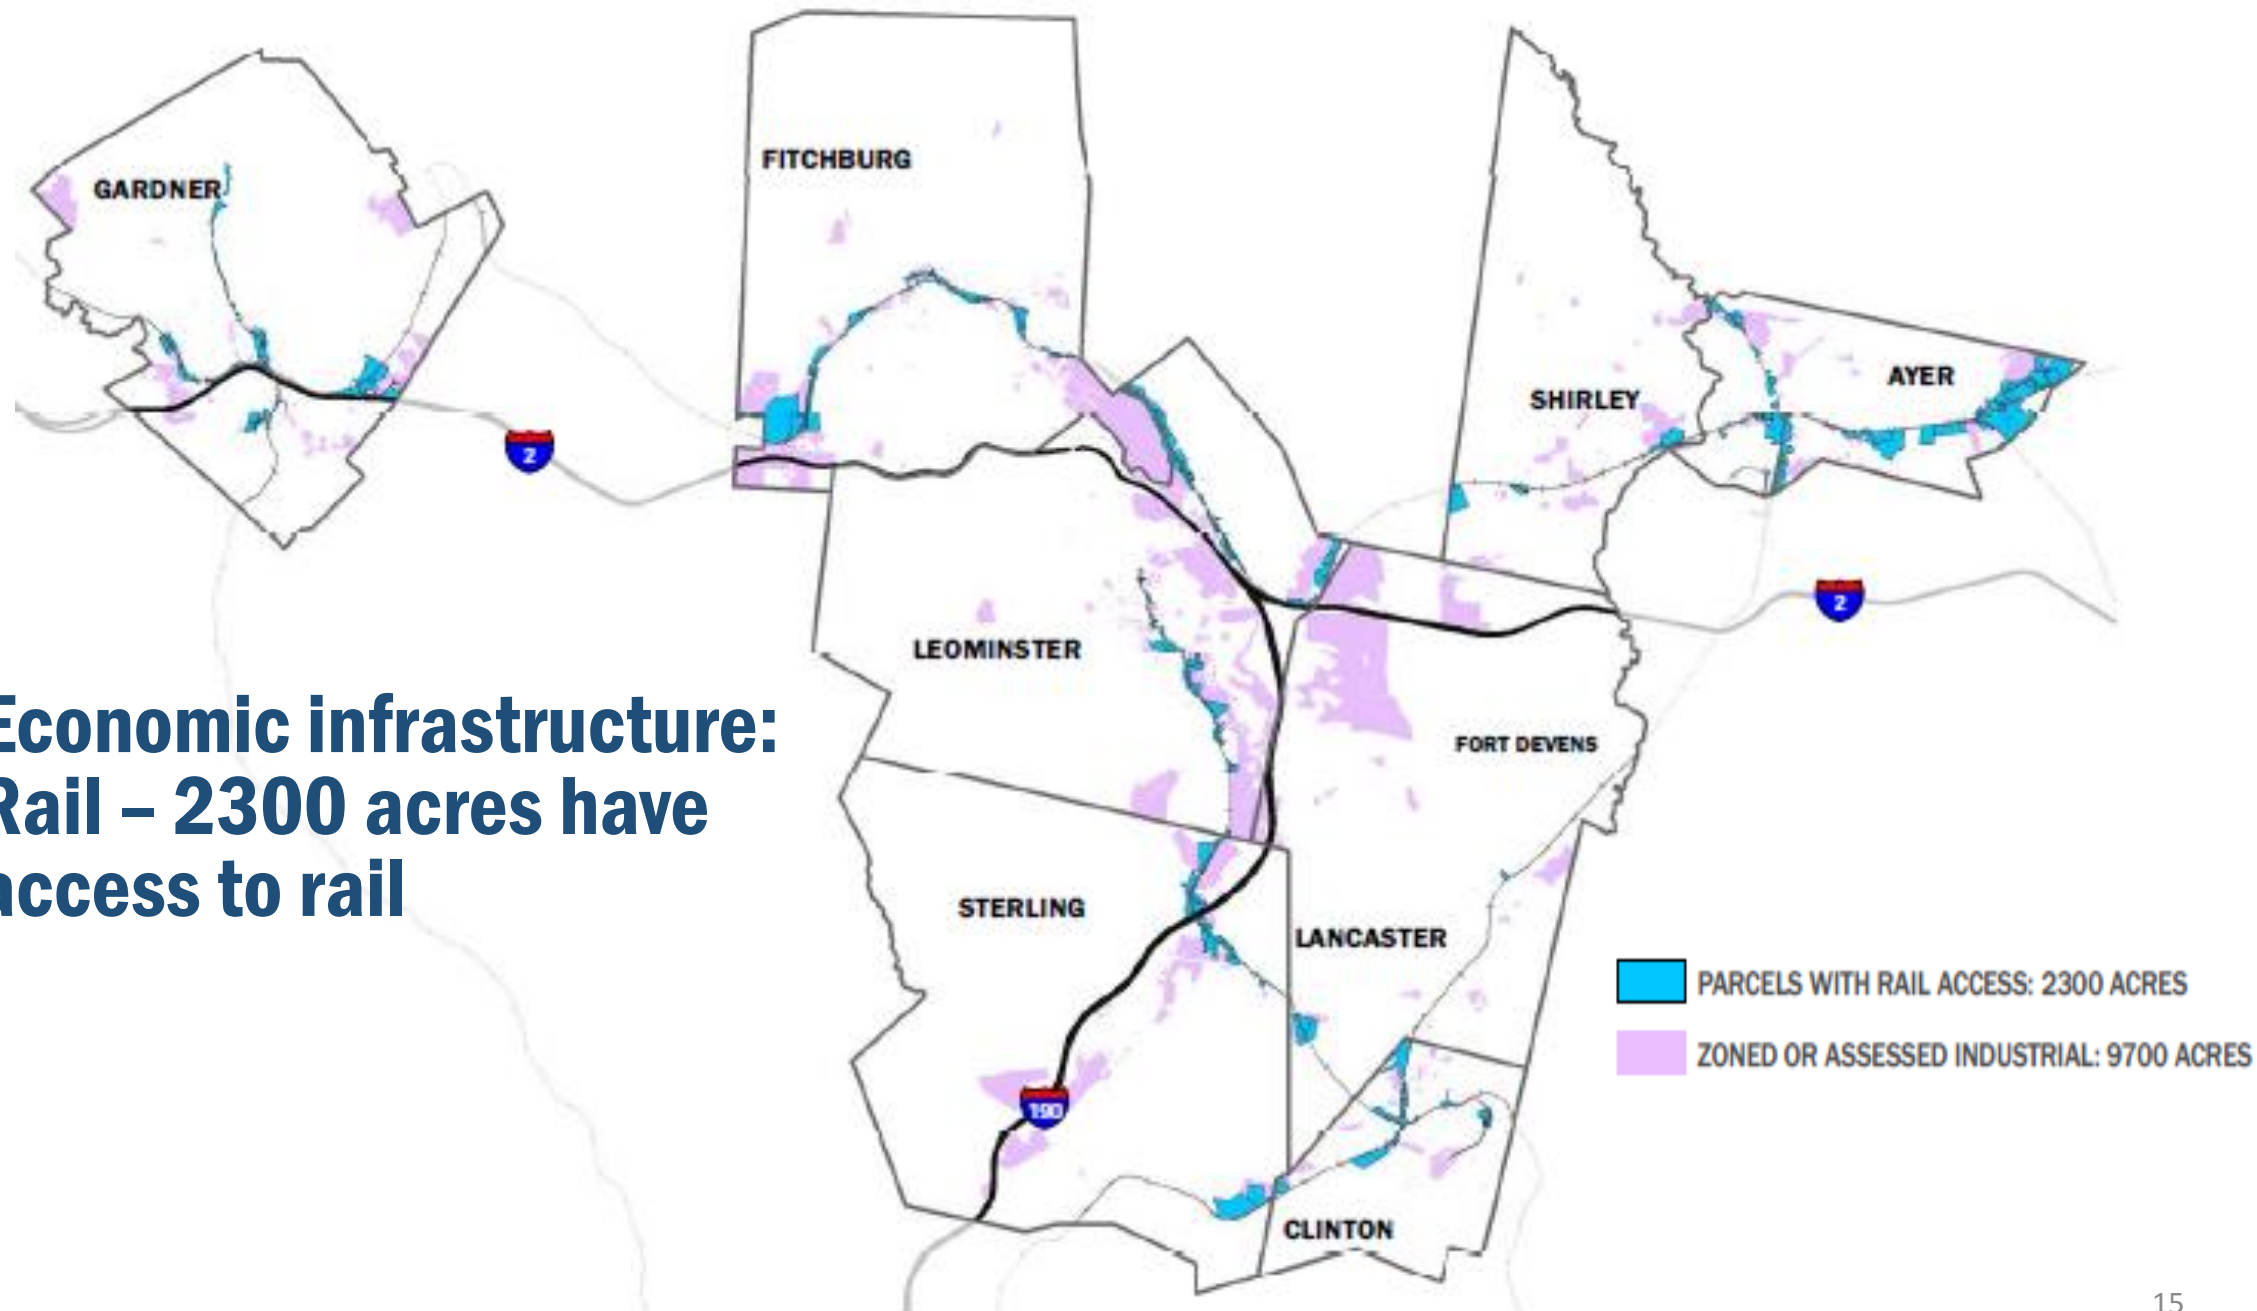 FITCHBURG
GARDNER
AYER
SHIRLEY
2
2
LEOMINSTER
FORT DEVENS
Economic infrastructure:
Rail – 2300 acres have
access to rail
STERLING
LANCASTER
PARCELS WITH RAIL ACCESS: 2300 ACRES
ZONED OR ASSESSED INDUSTRIAL: 9700 ACRES
190
CLINTON
15